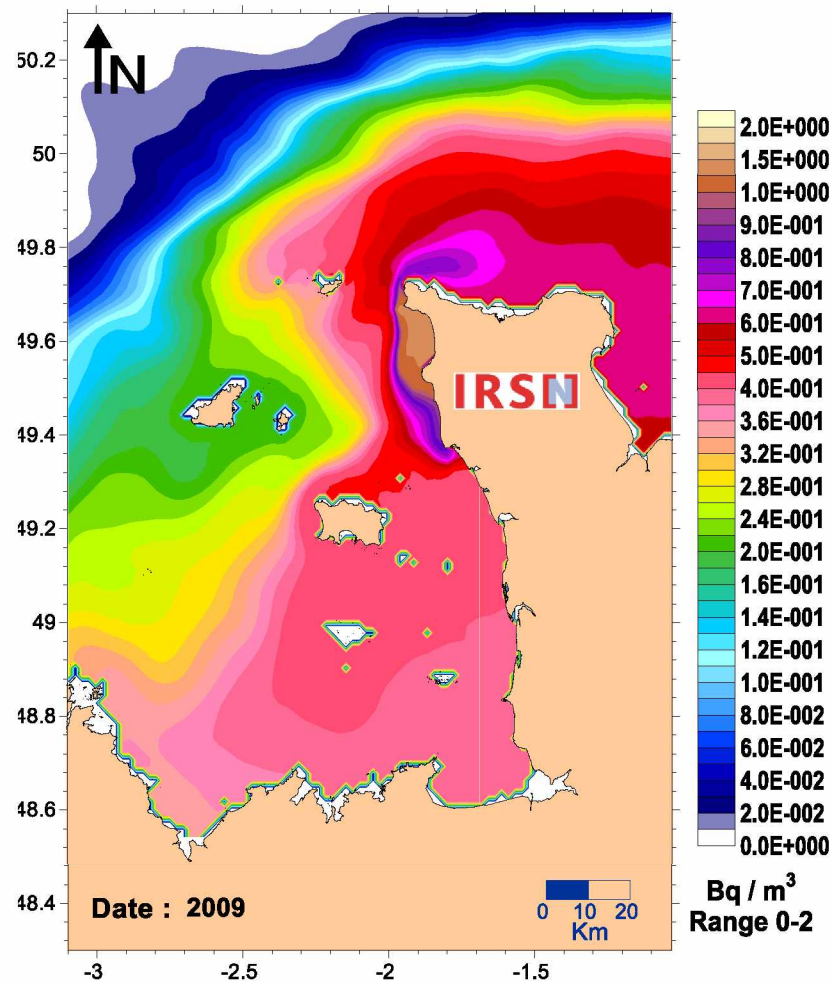 50.2
50
49.8
49.6
49.4
49.2
49
48.8
48.6
48.4
-3
-2.5
-2
-1.5
N
IRSN
Date : 2009
0 10 20
Km
2.0E+000
1.5E+000
1.0E+000
9.0E-001
8.0E-001
7.0E-001
6.0E-001
5.0E-001
4.0E-001
3.6E-001
3.2E-001
2.8E-001
2.4E-001
2.0E-001
1.6E-001
1.2E-001
1.0E-001
8.0E-002
6.0E-002
4.0E-002
2.0E-002
0.0E+000
Bq / m³
Range 0-2